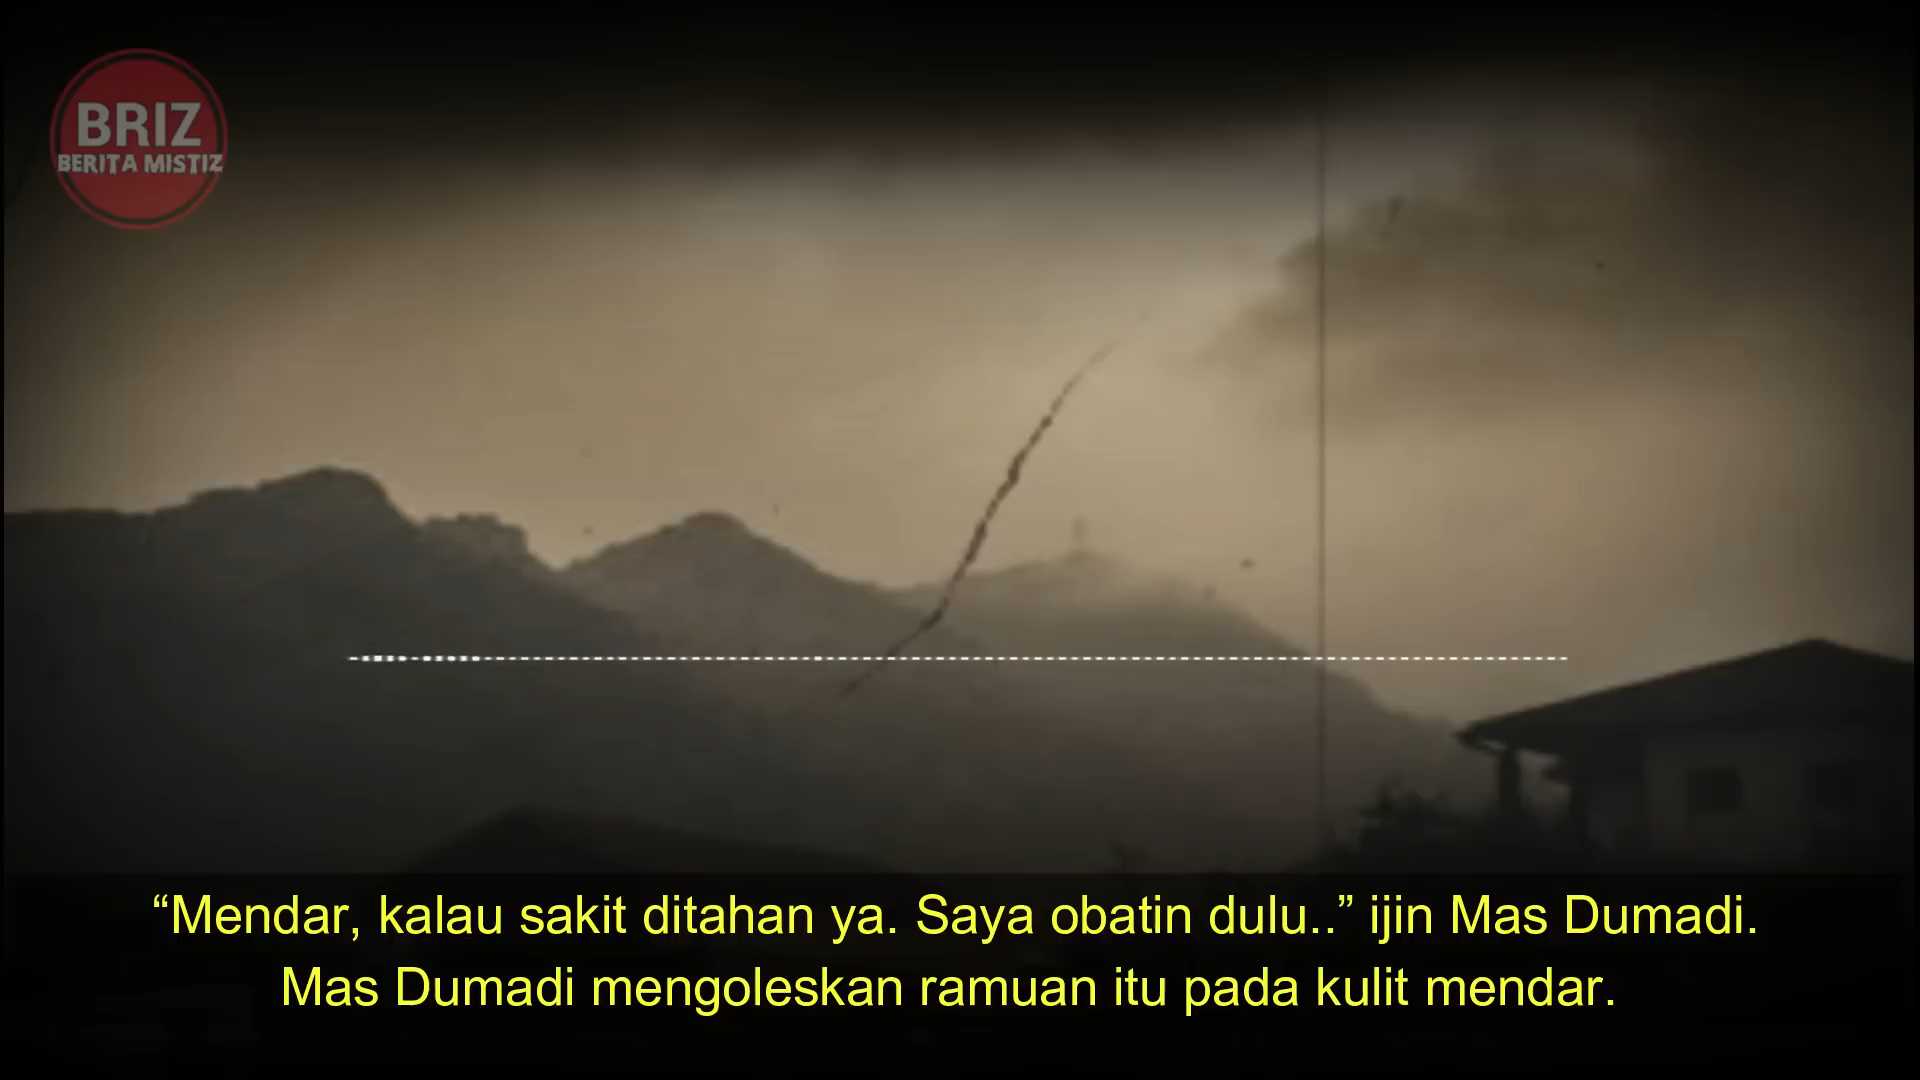 BRIZ
BERITA MISTIZ
“Mendar, kalau sakit ditahan ya. Saya obatin dulu..” ijin Mas Dumadi.
Mas Dumadi mengoleskan ramuan itu pada kulit mendar.